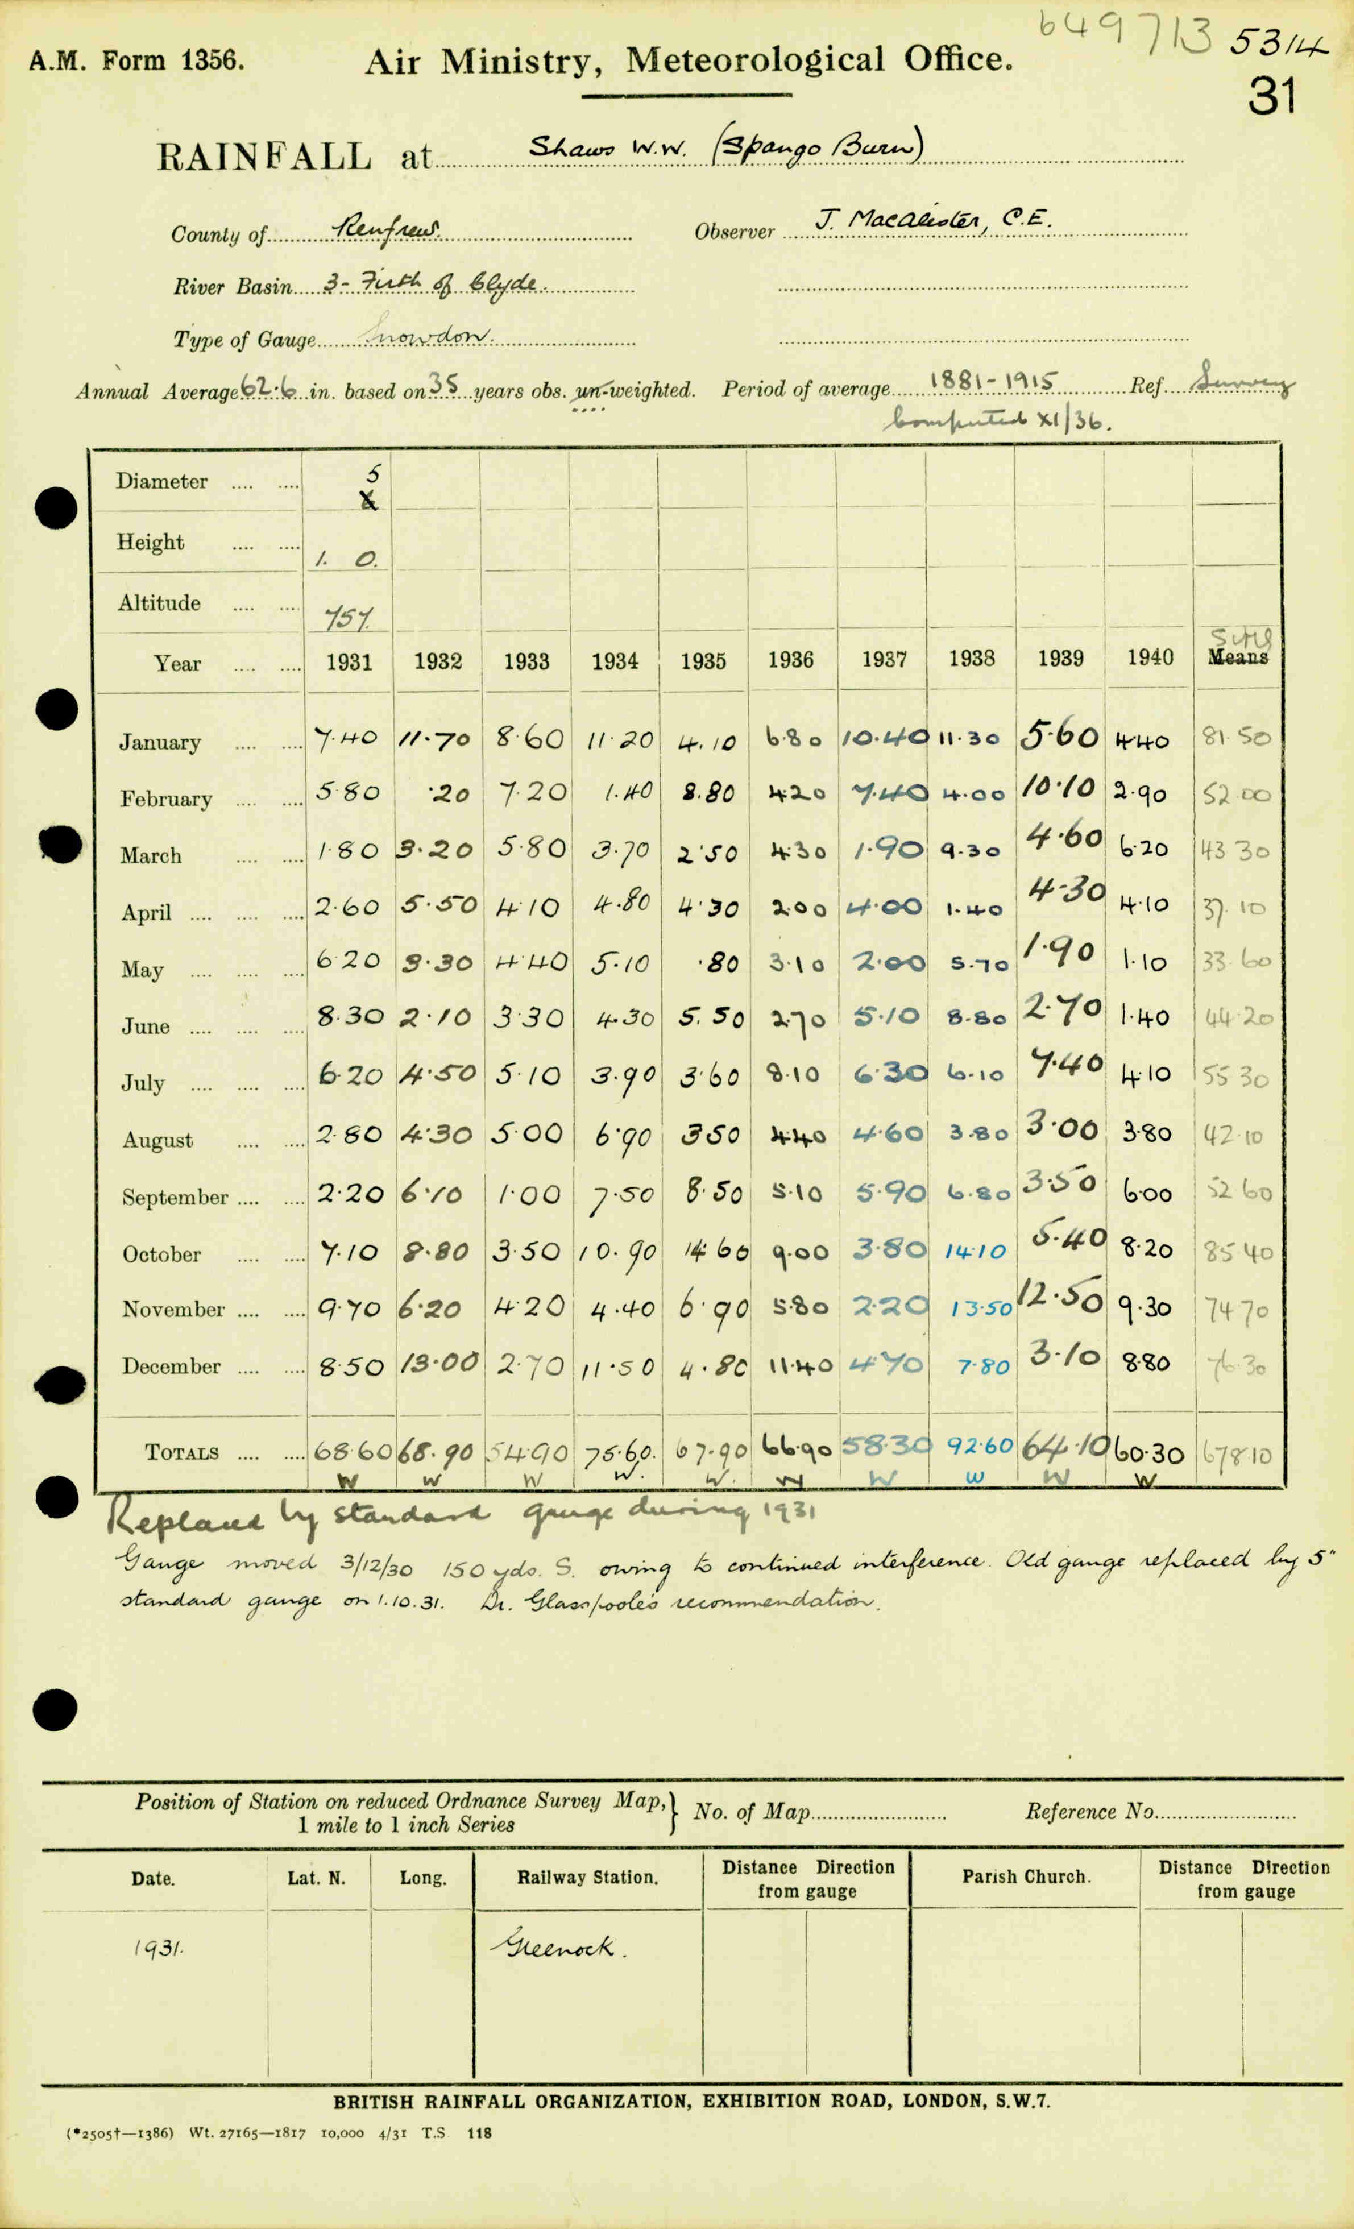 649713 5314
A.M. Form 1356. Air Ministry, Meteorological Office.
31
RAINFALL at Shaws W.W. (Spango Burn)
County of Renfrew. Observer J. Macalister, C.E.
River Basin 3- Firth of Clyde
Type of Gauge Snowdon.
Annual Average 62.6 in. based on 35 years obs. un-weighted. Period of average 1881-1915 Ref. Survey
Computed XI/36.
Diameter .... .... 5
Height .... .... 1. 0.
Altitude .... .... 757.
Sums
Year .... .... 1931 1932 1933 1934 1935 1936 1937 1938 1939 1940 Means
January .... .... 7.40 11.70 8.60 11.20 4.10 6.80 10.40 11.30 5.60 4.40 81.50
February .... .... 5.80 .20 7.20 1.40 8.80 4.20 7.40 4.00 10.10 2.90 52.00
March .... .... 1.80 3.20 5.80 3.70 2.50 4.30 1.90 9.30 4.60 6.20 43.30
April .... .... .... 2.60 5.50 4.10 4.80 4.30 2.00 4.00 1.40 4.30 4.10 37.10
May .... .... .... 6.20 3.30 4.40 5.10 .80 3.10 2.00 5.70 1.90 1.10 33.60
June .... .... .... 8.30 2.10 3.30 4.30 5.50 2.70 5.10 8.80 2.70 1.40 44.20
July .... .... .... 6.20 4.50 5.10 3.90 3.60 8.10 6.30 6.10 7.40 4.10 55.30
August .... .... 2.80 4.30 5.00 6.90 3.50 4.40 4.60 3.80 3.00 3.80 42.10
September .... .... 2.20 6.10 1.00 7.50 8.50 5.10 5.90 6.80 3.50 6.00 52.60
October .... .... 7.10 8.80 3.50 10.90 14.60 9.00 3.80 14.10 5.40 8.20 85.40
November .... .... 9.70 6.20 4.20 4.40 6.90 5.80 2.20 13.50 12.50 9.30 74.70
December .... .... 8.50 13.00 2.70 11.50 4.80 11.40 4.70 7.80 3.10 8.80 76.30
TOTALS .... .... 68.60 68.90 54.90 75.60. 67.90 66.90 58.30 92.60 64.10 60.30 678.10
W W W W. W. W W W W W
Replaced by standard gauge during 1931
Gauge moved 3/12/30 150 yds. S. owing to continued interference. Old gauge replaced by 5"
standard gauge on 1.10.31. Dr. Glasspoole's recommendation.
Position of Station on reduced Ordnance Survey Map,} No. of Map Reference No.
1 mile to 1 inch Series
Date. Lat. N. Long. Railway Station. Distance Direction from gauge Parish Church. Distance Direction from gauge
1931. Greenock.
BRITISH RAINFALL ORGANIZATION, EXHIBITION ROAD, LONDON, S.W.7.
(*2505†—1386) Wt. 27165—1817 10,000 4/31 T.S. 118